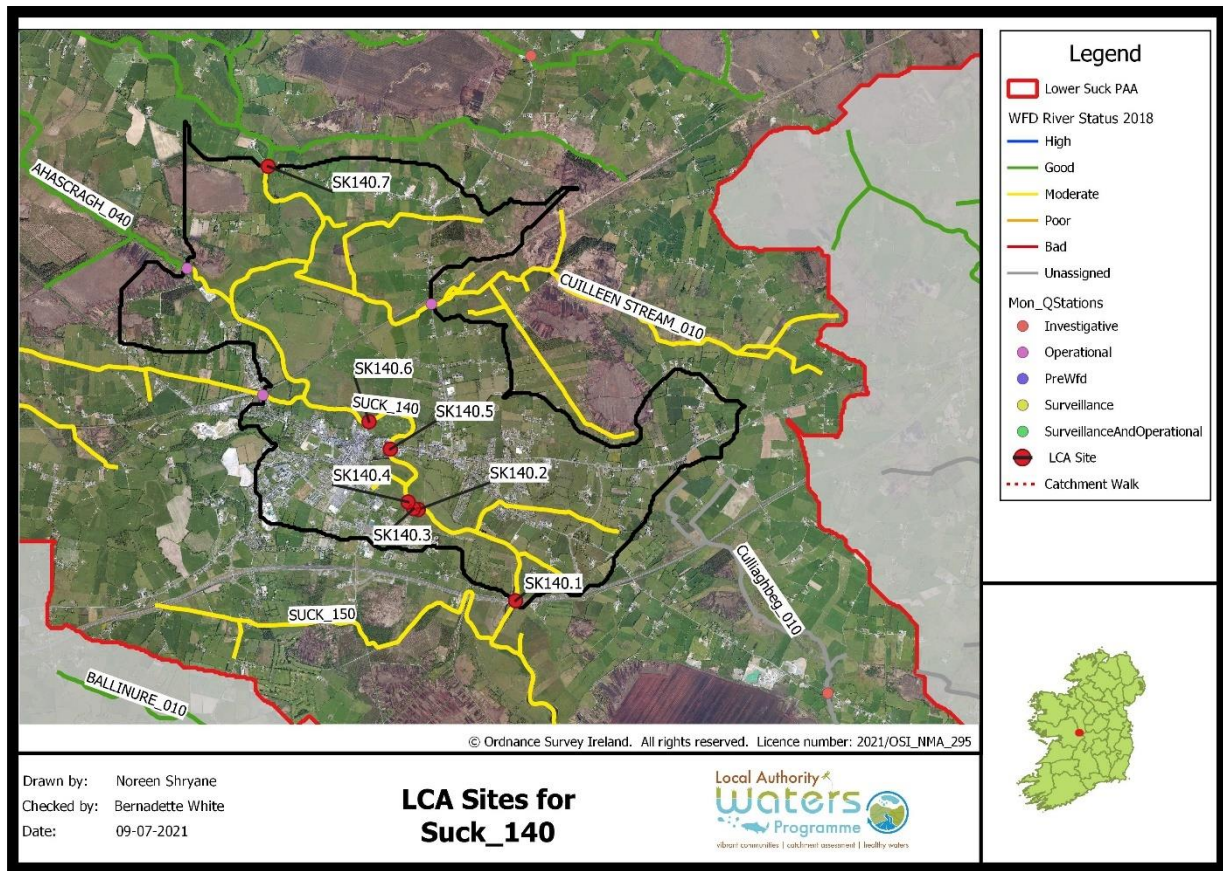 AHASCRAGH_040
SK140.7
CUILLEEN STREAM_010
SK140.6
SUCK_140
SK140.5
SK140.4
SK140.2
SK140.3
SK140.1
SUCK_150
Culliaghbeg_010
BALLINURE_010
© Ordnance Survey Ireland. All rights reserved. Licence number: 2021/OSI_NMA_295
Legend
Lower Suck PAA
WFD River Status 2018
High
Good
Moderate
Poor
Bad
Unassigned
Mon_QStations
Investigative
Operational
PreWfd
Surveillance
SurveillanceAndOperational
LCA Site
Catchment Walk
Drawn by: Noreen Shryane
Checked by: Bernadette White
Date: 09-07-2021
LCA Sites for
Suck_140
Local Authority
Waters
Programme
vibrant communities | catchment assessment | healthy waters